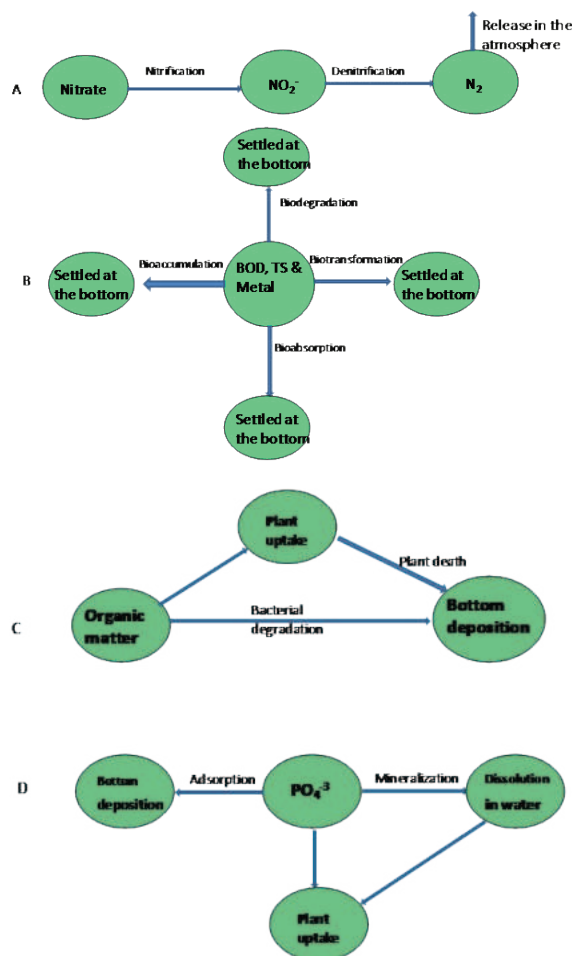 Release in the
atmosphere
A
Nitrate
Nitrification
NO₂⁻
Denitrification
N₂
Settled at
the bottom
Biodegradation
B
Settled at
the bottom
Bioaccumulation
BOD, TS &
Metal
Biotransformation
Settled at
the bottom
Bioabsorption
Settled at
the bottom
Plant
uptake
Plant death
C
Organic
matter
Bacterial
degradation
Bottom
deposition
D
Bottom
deposition
Adsorption
PO₄⁻³
Mineralization
Dissolution
in water
Plant
uptake